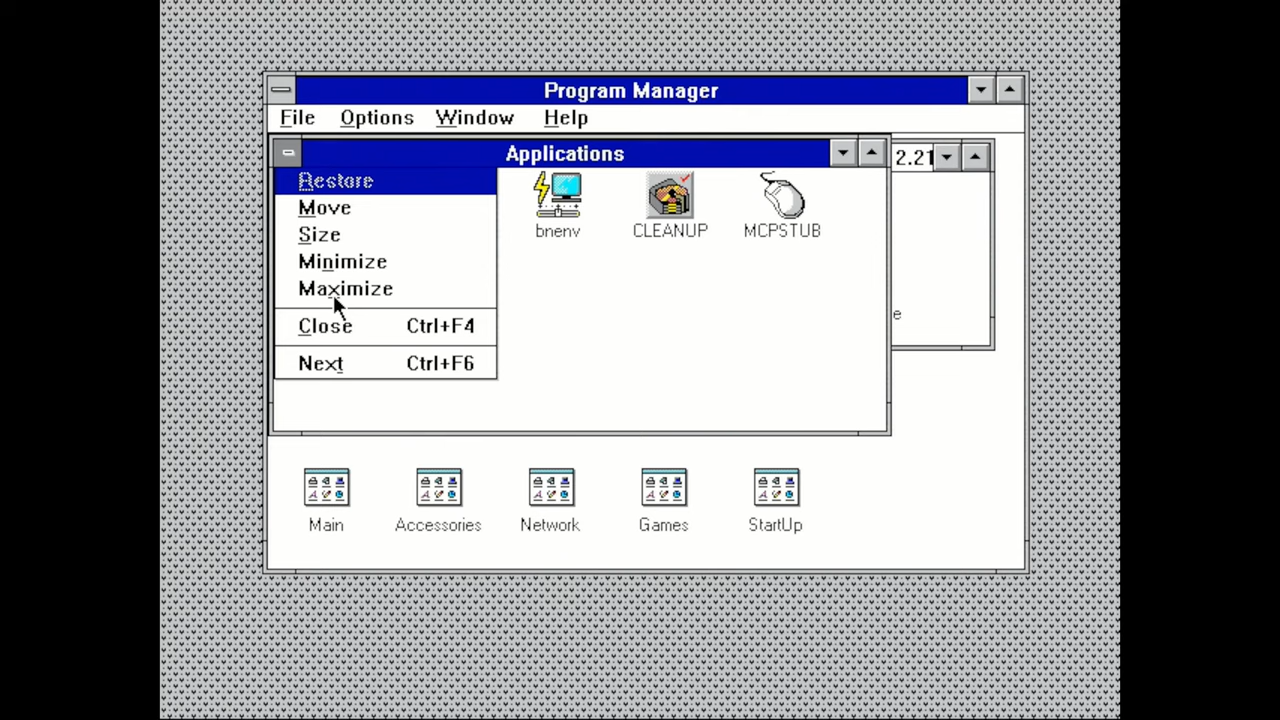 Program Manager
File Options Window Help
Applications
2.21
Restore
Move
Size
Minimize
Maximize
Close Ctrl+F4
Next Ctrl+F6
bnenv CLEANUP MCPSTUB
e
Main Accessories Network Games StartUp